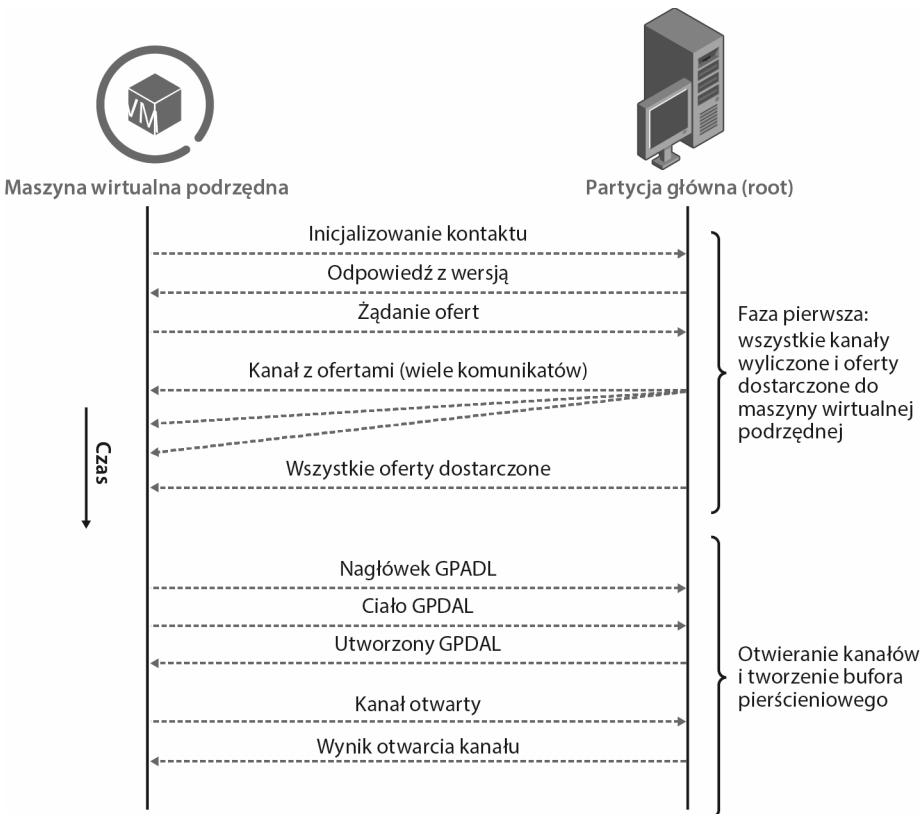 VM
Maszyna wirtualna podrzędna
Partycja główna (root)
Inicjalizowanie kontaktu
Odpowiedź z wersją
Żądanie ofert
Kanał z ofertami (wiele komunikatów)
Wszystkie oferty dostarczone
Faza pierwsza:
wszystkie kanały
wyliczone i oferty
dostarczone do
maszyny wirtualnej
podrzędnej
Czas
Nagłówek GPADL
Ciało GPDAL
Utworzony GPDAL
Kanał otwarty
Wynik otwarcia kanału
Otwieranie kanałów
i tworzenie bufora
pierścieniowego